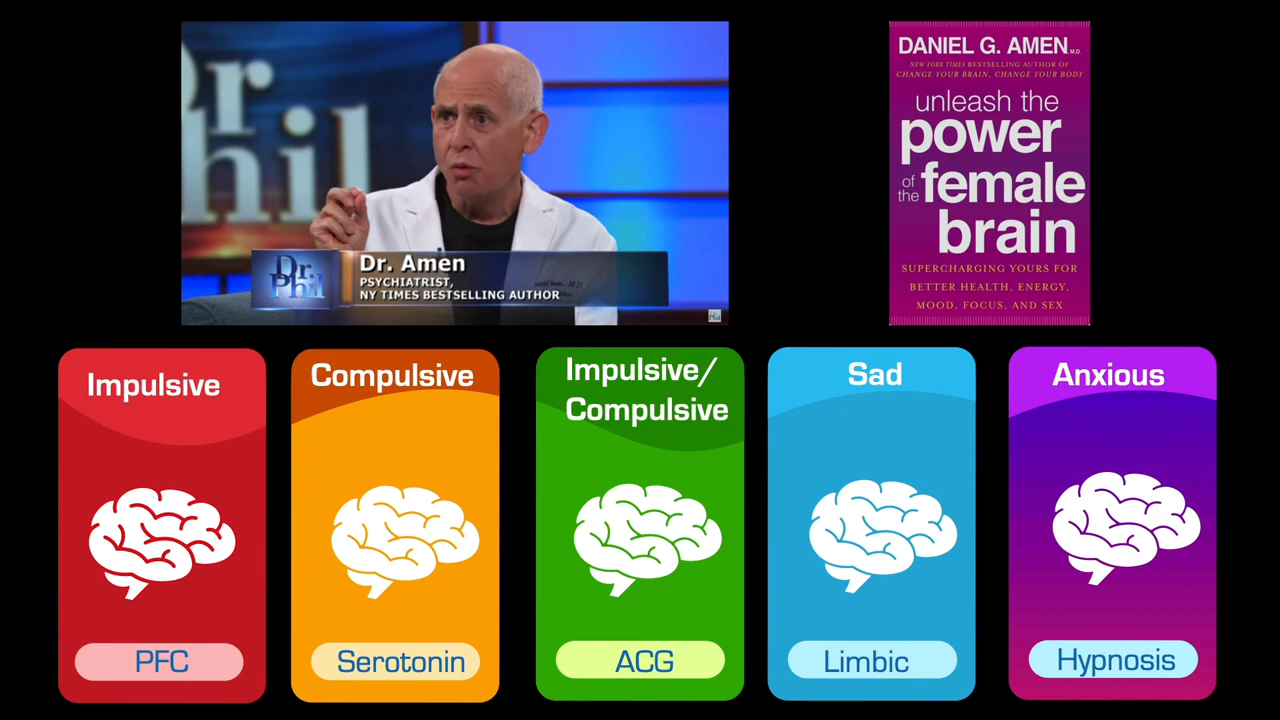 Dr
Phil
Dr.
Phil
Dr. Amen
PSYCHIATRIST,
NY TIMES BESTSELLING AUTHOR
DANIEL G. AMEN, M.D.
NEW YORK TIMES BESTSELLING AUTHOR OF
CHANGE YOUR BRAIN, CHANGE YOUR BODY
unleash the
power
of the female
brain
SUPERCHARGING YOURS FOR
BETTER HEALTH, ENERGY,
MOOD, FOCUS, AND SEX
Impulsive
Compulsive
Impulsive/
Compulsive
Sad
Anxious
PFC
Serotonin
ACG
Limbic
Hypnosis